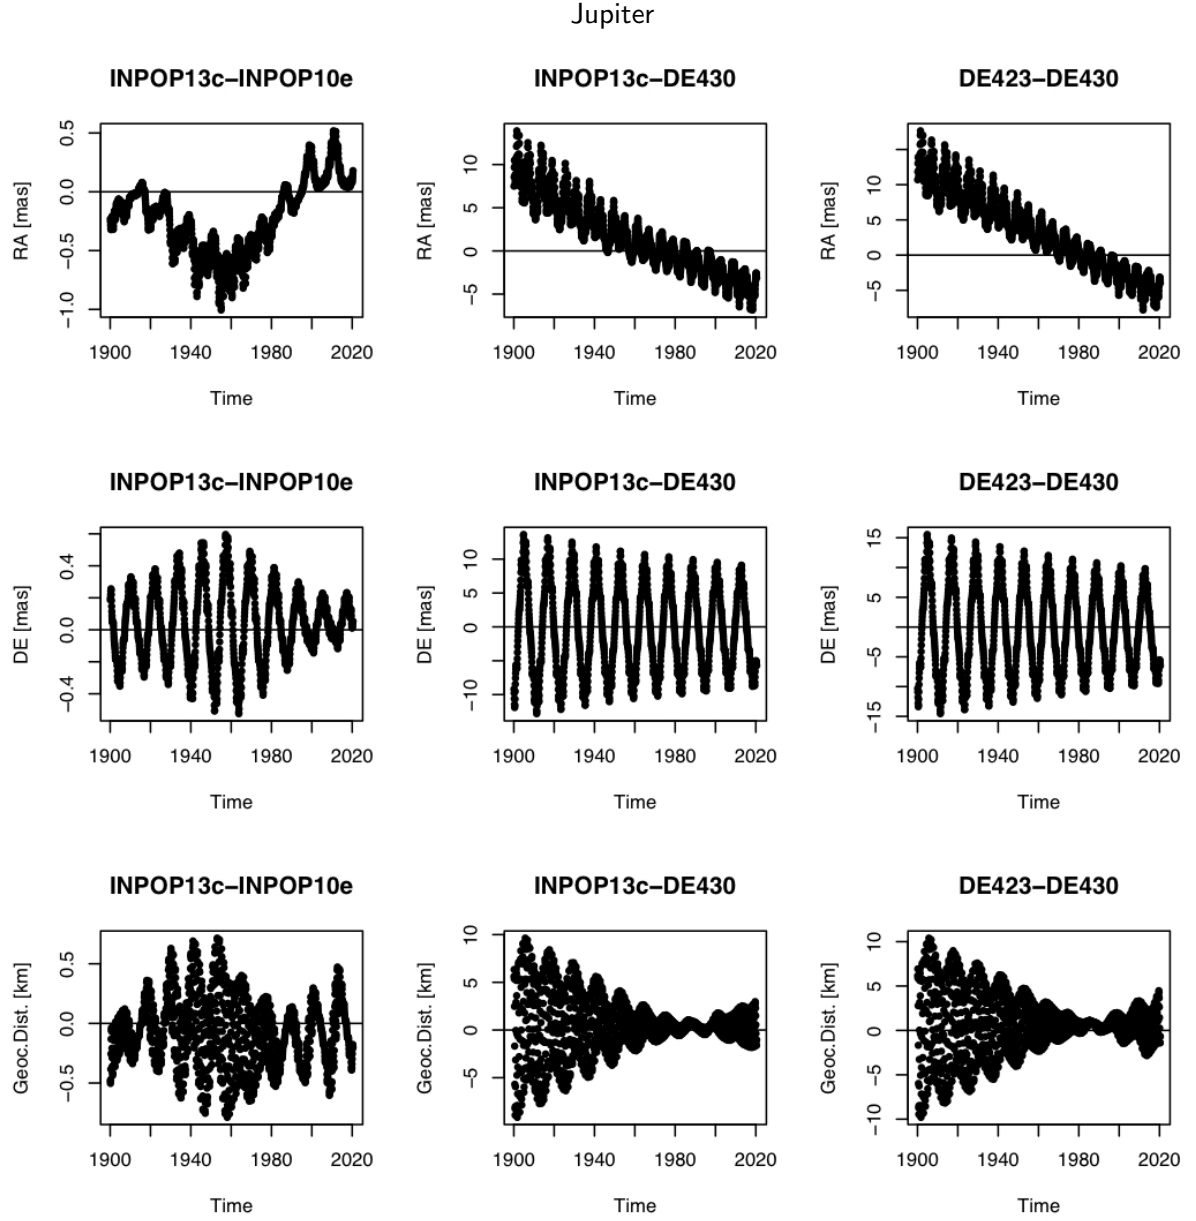 Jupiter
INPOP13c−INPOP10e
INPOP13c−DE430
DE423−DE430
RA [mas]
0.5
0.0
−0.5
−1.0
1900 1940 1980 2020
Time
RA [mas]
10
5
0
−5
1900 1940 1980 2020
Time
RA [mas]
10
5
0
−5
1900 1940 1980 2020
Time
INPOP13c−INPOP10e
INPOP13c−DE430
DE423−DE430
DE [mas]
0.4
0.0
−0.4
1900 1940 1980 2020
Time
DE [mas]
10
5
0
−10
1900 1940 1980 2020
Time
DE [mas]
15
5
−5
−15
1900 1940 1980 2020
Time
INPOP13c−INPOP10e
INPOP13c−DE430
DE423−DE430
Geoc.Dist. [km]
0.5
0.0
−0.5
1900 1940 1980 2020
Time
Geoc.Dist. [km]
10
5
0
−5
1900 1940 1980 2020
Time
Geoc.Dist. [km]
10
5
0
−5
−10
1900 1940 1980 2020
Time